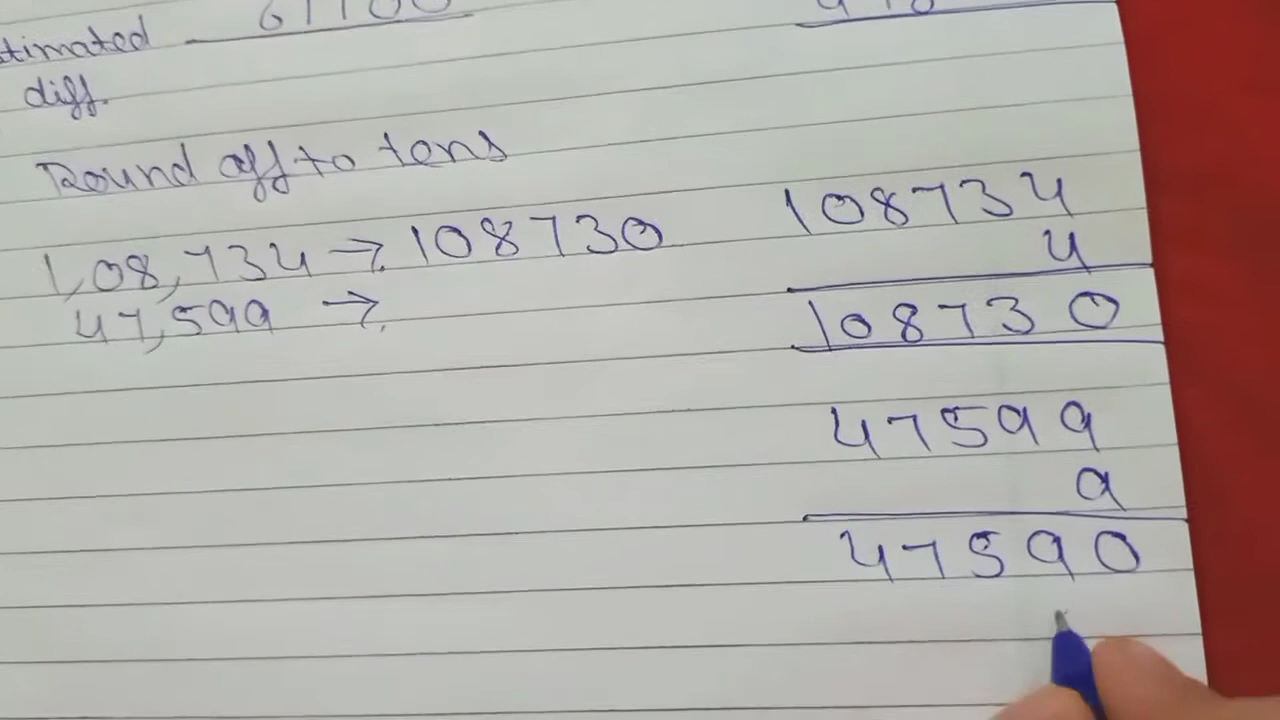 timated
diff.
Round off to tens
1,08,734 → 108730
47,599 →
108734
4
108730
47599
9
47590